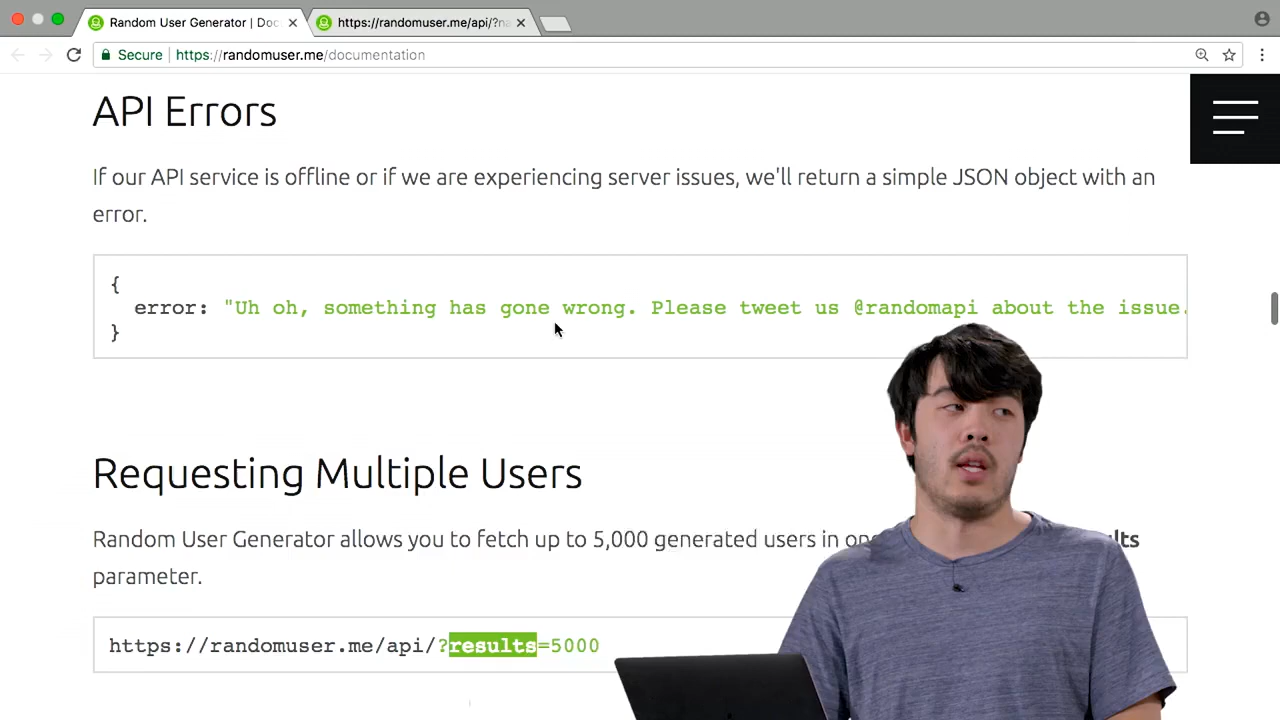 Random User Generator | Doc
https://randomuser.me/api/?na
Secure
https://randomuser.me/documentation
API Errors
If our API service is offline or if we are experiencing server issues, we'll return a simple JSON object with an
error.
{
error: "Uh oh, something has gone wrong. Please tweet us @randomapi about the issue.
}
Requesting Multiple Users
Random User Generator allows you to fetch up to 5,000 generated users in
parameter.
https://randomuser.me/api/?results=5000